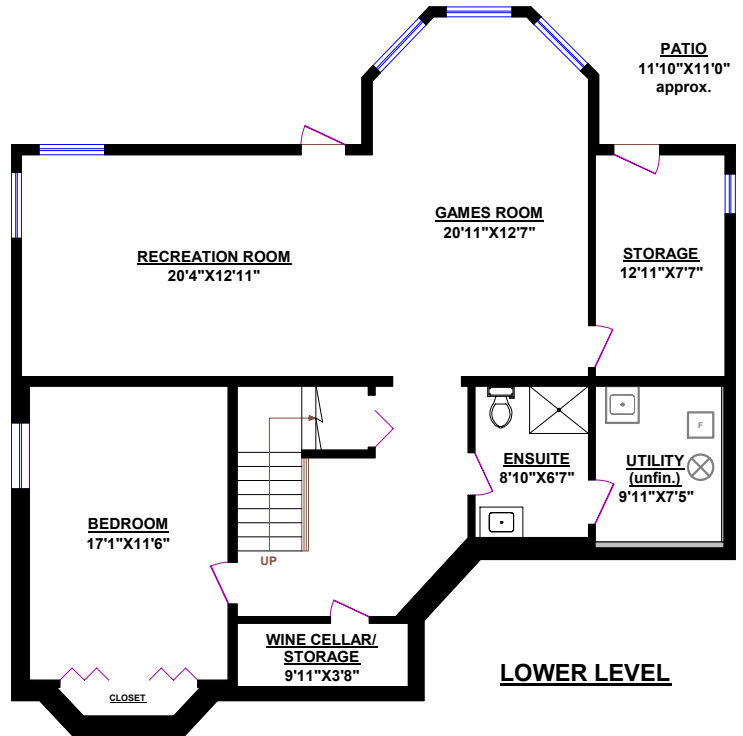 PATIO
11'10"X11'0"
approx.
GAMES ROOM
20'11"X12'7"
RECREATION ROOM
20'4"X12'11"
STORAGE
12'11"X7'7"
ENSUITE
8'10"X6'7"
UTILITY
(unfin.)
9'11"X7'5"
F
BEDROOM
17'1"X11'6"
UP
WINE CELLAR/
STORAGE
9'11"X3'8"
CLOSET
LOWER LEVEL